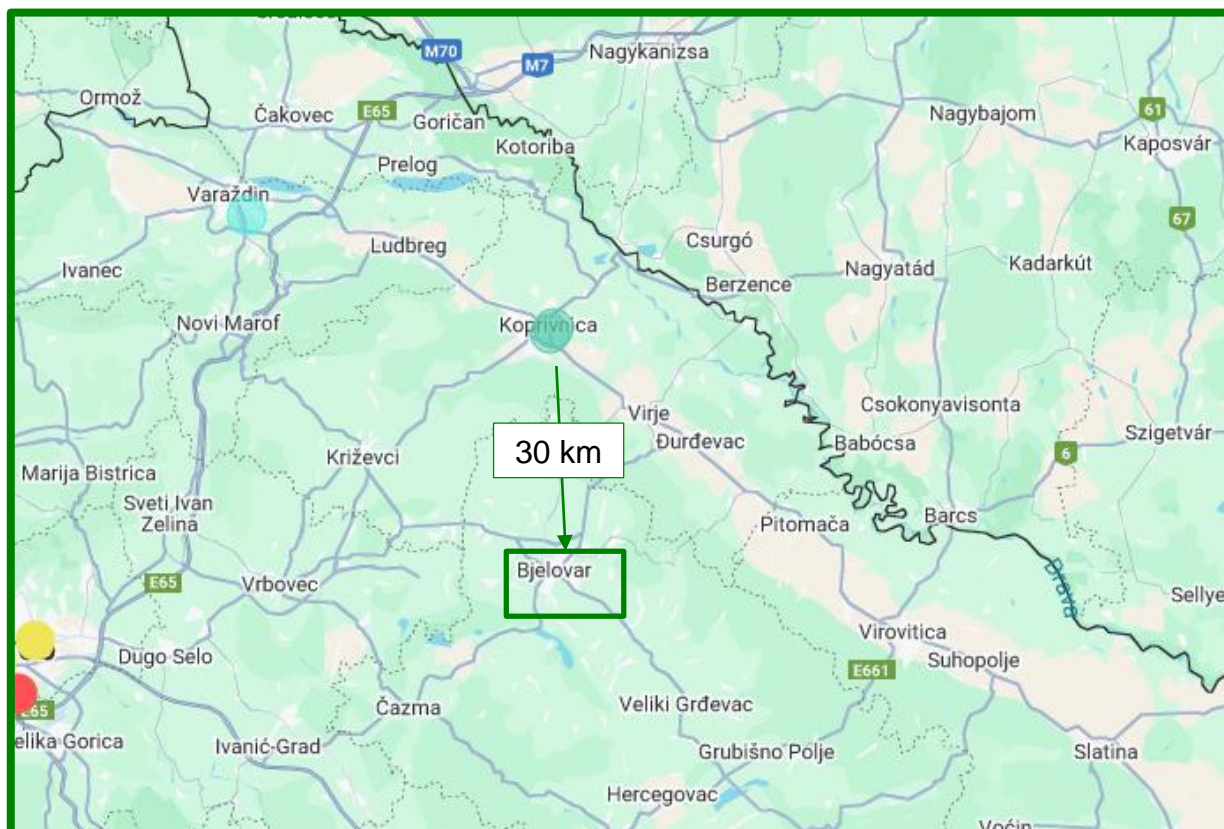 M70
M7
Nagykanizsa
Ormož
Čakovec
E65
Goričan
Kotoriba
Nagybajom
61
Kaposvár
Prelog
Varaždin
67
Ludbreg
Csurgó
Ivanec
Berzence
Nagyatád
Kadarkút
Novi Marof
Koprivnica
Virje
Csokonyavisonta
Đurđevac
Babócsa
Szigetvár
6
30 km
Križevci
Marija Bistrica
Sveti Ivan
Zelina
Pitomača
Barcs
Bjelovar
E65
Vrbovec
Drava
Sellye
Virovitica
Dugo Selo
Suhopolje
E661
E65
Čazma
Veliki Grđevac
elika Gorica
Ivanić-Grad
Grubišno Polje
Slatina
Hercegovac
Voćin